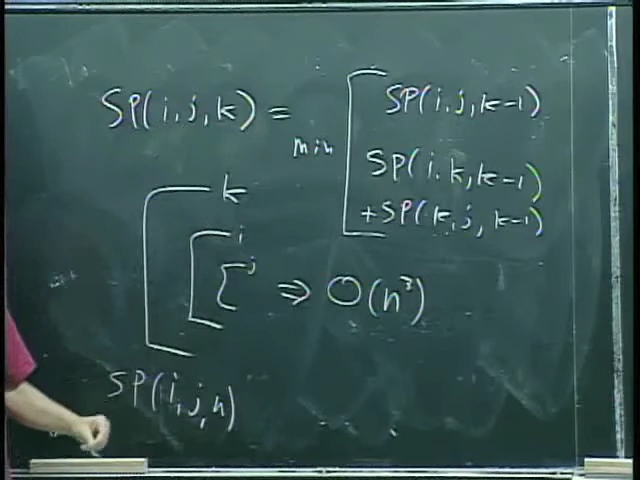 SP(i,j,k) = min [ SP(i,j,k-1)
SP(i.k,k-1)
+SP(k,j,k-1)
k
i
j ⇒ O(n³)
SP(i,j,n)